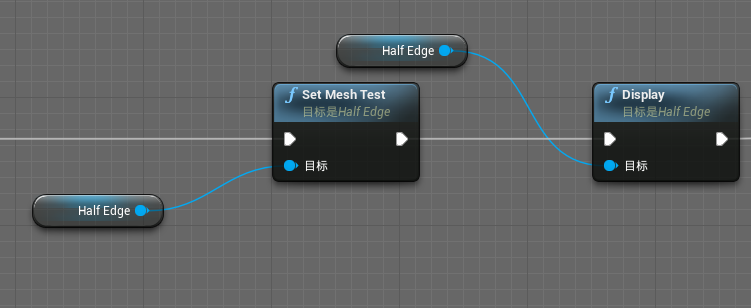 Half Edge
Set Mesh Test
目标是Half Edge
目标
Display
目标是Half Edge
目标
Half Edge